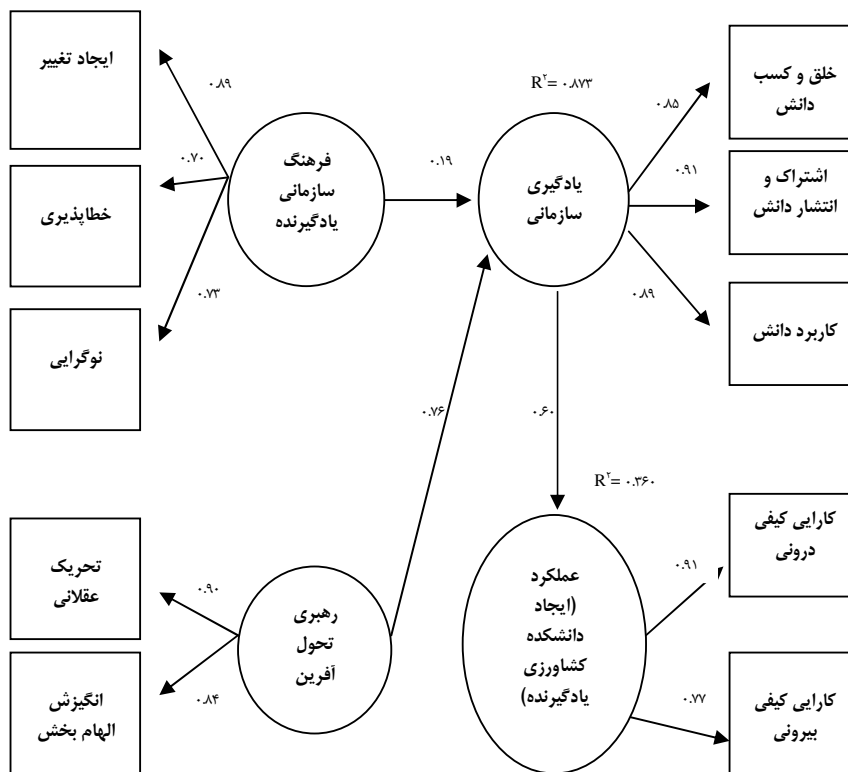 ایجاد تغییر
خطاپذیری
نوگرایی
۰.۸۹
۰.۷۰
۰.۷۳
فرهنگ
سازمانی
یادگیرنده
۰.۱۹
R۲= ۰.۸۷۳
یادگیری
سازمانی
۰.۸۵
۰.۹۱
۰.۸۹
خلق و کسب
دانش
اشتراک و
انتشار دانش
کاربرد دانش
۰.۷۶
۰.۶۰
تحریک
عقلانی
انگیزش
الهام بخش
۰.۹۰
۰.۸۴
رهبری
تحول
آفرین
R۲= ۰.۳۶۰
عملکرد
(ایجاد
دانشکده
کشاورزی
یادگیرنده)
۰.۹۱
۰.۷۷
کارایی کیفی
درونی
کارایی کیفی
بیرونی